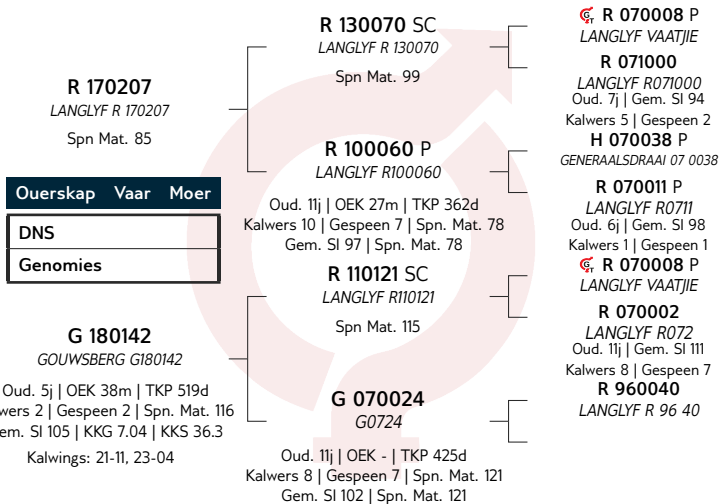 R 170207
LANGLYF R 170207
Spn Mat. 85
Ouerskap Vaar Moer
DNS
Genomies
G 180142
GOUWSBERG G180142
Oud. 5j | OEK 38m | TKP 519d
wers 2 | Gespeen 2 | Spn. Mat. 116
em. SI 105 | KKG 7.04 | KKS 36.3
Kalwings: 21-11, 23-04
R 130070 SC
LANGLYF R 130070
Spn Mat. 99
R 100060 P
LANGLYF R100060
Oud. 11j | OEK 27m | TKP 362d
Kalwers 10 | Gespeen 7 | Spn. Mat. 78
Gem. SI 97 | Spn. Mat. 78
R 110121 SC
LANGLYF R110121
Spn Mat. 115
G 070024
G0724
Oud. 11j | OEK - | TKP 425d
Kalwers 8 | Gespeen 7 | Spn. Mat. 121
Gem. SI 102 | Spn. Mat. 121
R 070008 P
LANGLYF VAATJIE
R 071000
LANGLYF R071000
Oud. 7j | Gem. SI 94
Kalwers 5 | Gespeen 2
H 070038 P
GENERAALSDRAAI 07 0038
R 070011 P
LANGLYF R0711
Oud. 6j | Gem. SI 98
Kalwers 1 | Gespeen 1
R 070008 P
LANGLYF VAATJIE
R 070002
LANGLYF R072
Oud. 11j | Gem. SI 111
Kalwers 8 | Gespeen 7
R 960040
LANGLYF R 96 40